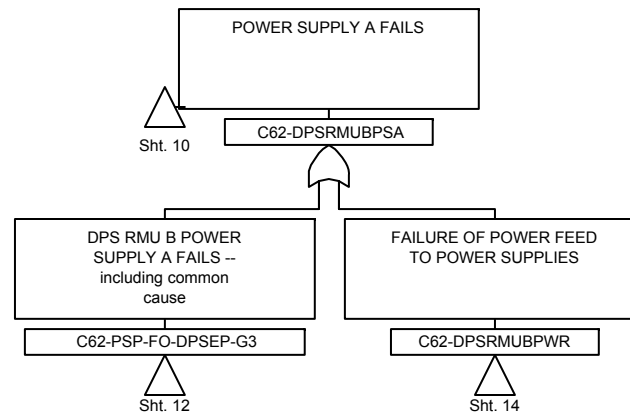 POWER SUPPLY A FAILS
Sht. 10
C62-DPSRMUBPSA
DPS RMU B POWER
SUPPLY A FAILS --
including common
cause
C62-PSP-FO-DPSEP-G3
Sht. 12
FAILURE OF POWER FEED
TO POWER SUPPLIES
C62-DPSRMUBPWR
Sht. 14